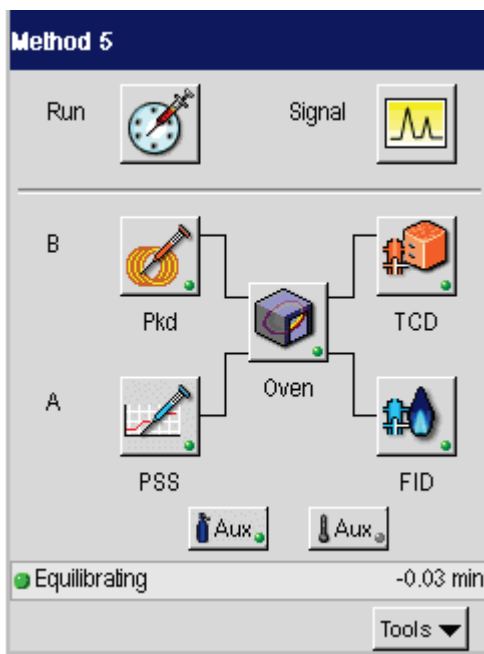 Method 5
Run Signal
B
Pkd TCD
Oven
A
PSS FID
Aux Aux
Equilibrating -0.03 min
Tools